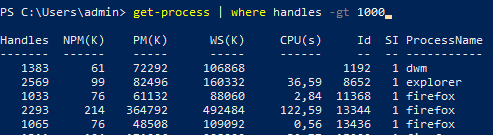 PS C:\Users\admin> get-process | where handles -gt 1000
Handles NPM(K) PM(K) WS(K) CPU(s) Id SI ProcessName
------- ------ ----- ----- ------ -- -- -----------
1383 61 72292 106868 1192 1 dwm
2569 99 82496 160332 36,59 8652 1 explorer
1033 76 61132 88060 2,84 11368 1 firefox
2293 214 364792 492484 122,59 13344 1 firefox
1065 76 48508 109092 0,56 13436 1 firefox